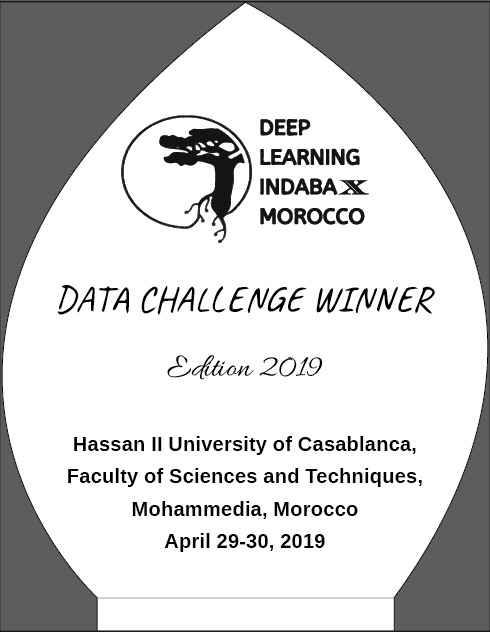 DEEP
LEARNING
INDABAX
MOROCCO
DATA CHALLENGE WINNER
Edition 2019
Hassan II University of Casablanca,
Faculty of Sciences and Techniques,
Mohammedia, Morocco
April 29-30, 2019